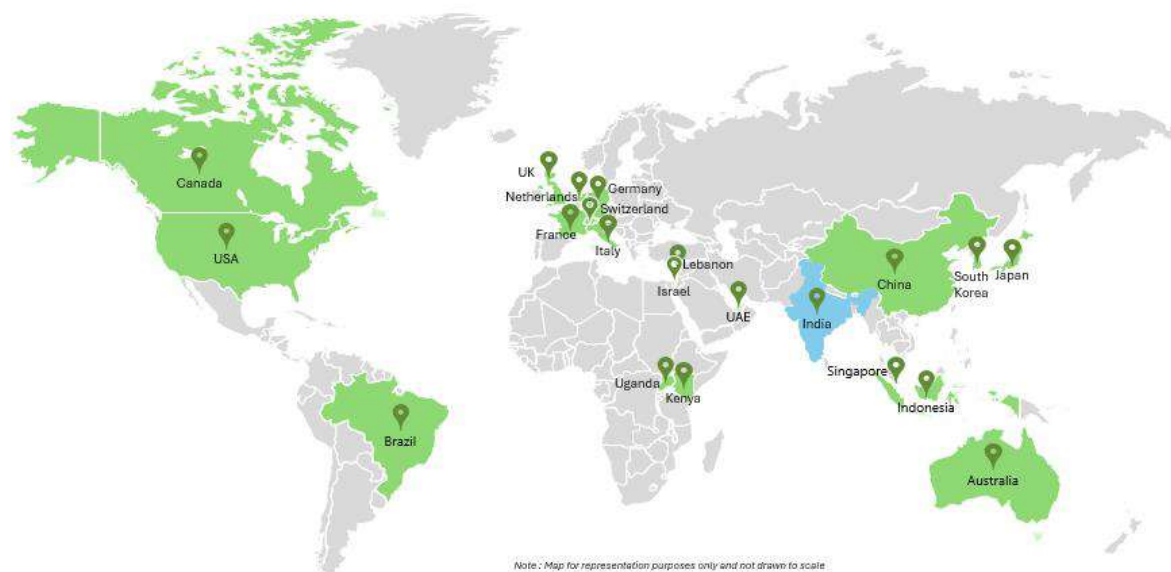 UK
Canada
Netherlands
Germany
Switzerland
France
USA
Italy
Lebanon
China
South
Korea
Japan
Israel
UAE
India
Singapore
Uganda
Kenya
Indonesia
Brazil
Australia
Note : Map for representation purposes only and not drawn to scale